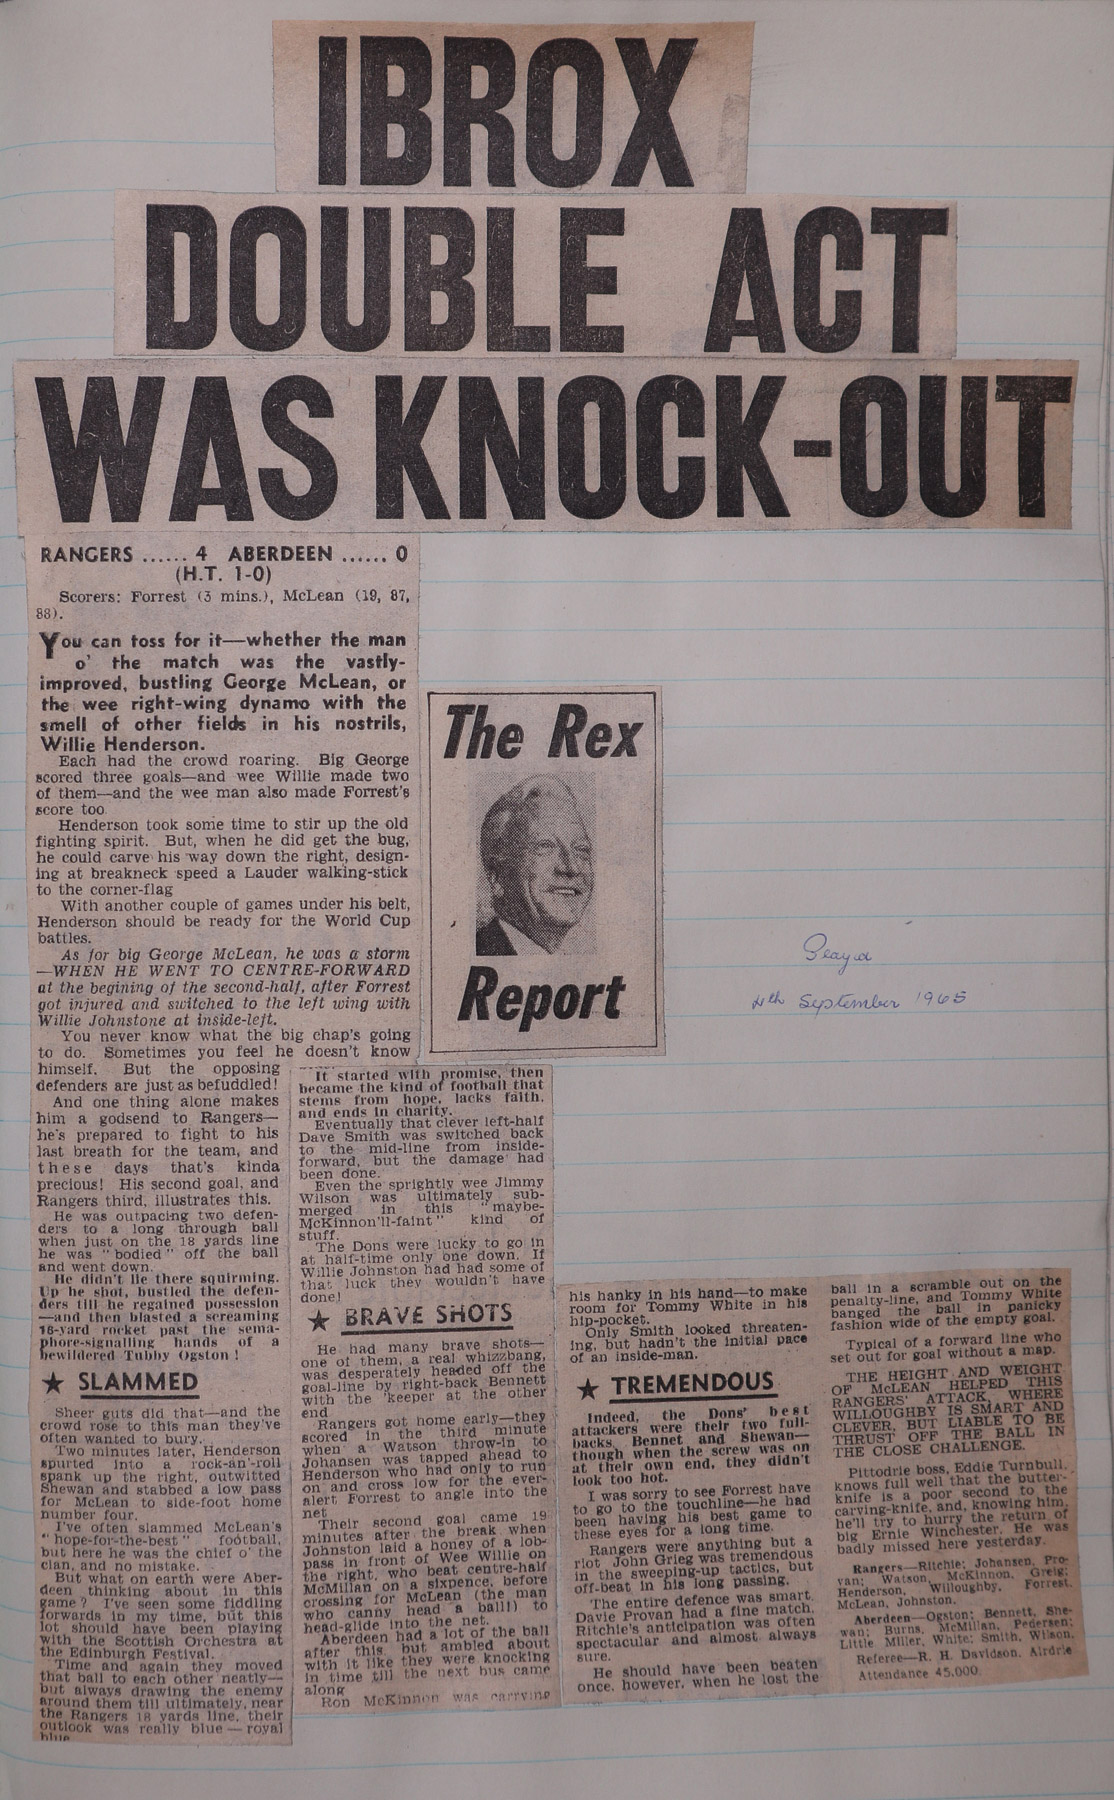 IBROX
DOUBLE ACT
WAS KNOCK-OUT
RANGERS ...... 4 ABERDEEN ...... 0
(H.T. 1-0)
Scorers: Forrest (3 mins.), McLean (19, 87,
88).
You can toss for it—whether the man
o' the match was the vastly-
improved, bustling George McLean, or
the wee right-wing dynamo with the
smell of other fields in his nostrils,
Willie Henderson.
Each had the crowd roaring. Big George
scored three goals—and wee Willie made two
of them—and the wee man also made Forrest's
score too.
Henderson took some time to stir up the old
fighting spirit. But, when he did get the bug,
he could carve his way down the right, design-
ing at breakneck speed a Lauder walking-stick
to the corner-flag
With another couple of games under his belt,
Henderson should be ready for the World Cup
battles.
As for big George McLean, he was a storm
—WHEN HE WENT TO CENTRE-FORWARD
at the begining of the second-half, after Forrest
got injured and switched to the left wing with
Willie Johnstone at inside-left.
You never know what the big chap's going
to do. Sometimes you feel he doesn't know
himself. But the opposing
defenders are just as befuddled!
And one thing alone makes
him a godsend to Rangers—
he's prepared to fight to his
last breath for the team, and
these days that's kinda
precious! His second goal, and
Rangers third, illustrates this.
He was outpacing two defen-
ders to a long through ball
when just on the 18 yards line
he was "bodied" off the ball
and went down.
He didn't lie there squirming.
Up he shot, bustled the defen-
ders till he regained possession
—and then blasted a screaming
16-yard rocket past the sema-
phore-signalling hands of a
bewildered Tubby Ogston!
★ SLAMMED
Sheer guts did that—and the
crowd rose to this man they've
often wanted to bury.
Two minutes later, Henderson
spurted into a rock-an'-roll
spank up the right, outwitted
Shewan and stabbed a low pass
for McLean to side-foot home
number four.
I've often slammed McLean's
"hope-for-the-best" football,
but here he was the chief o' the
clan, and no mistake.
But what on earth were Aber-
deen thinking about in this
game? I've seen some fiddling
forwards in my time, but this
lot should have been playing
with the Scottish Orchestra at
the Edinburgh Festival.
Time and again they moved
that ball to each other neatly—
but always drawing the enemy
around them till ultimately, near
the Rangers 18 yards line, their
outlook was really blue—royal
blue.
The Rex
Report
Played
4th September 1965
It started with promise, then
became the kind of football that
stems from hope, lacks faith,
and ends in charity.
Eventually that clever left-half
Dave Smith was switched back
to the mid-line from inside-
forward, but the damage had
been done.
Even the sprightly wee Jimmy
Wilson was ultimately sub-
merged in this "maybe-
McKinnon'll-faint" kind of
stuff.
The Dons were lucky to go in
at half-time only one down. If
Willie Johnston had had some of
that luck they wouldn't have
done!
★ BRAVE SHOTS
He had many brave shots—
one of them, a real whizzbang,
was desperately headed off the
goal-line by right-back Bennett
with the 'keeper at the other
end
Rangers got home early—they
scored in the third minute
when a Watson throw-in to
Johansen was tapped ahead to
Henderson who had only to run
on and cross low for the ever-
alert Forrest to angle into the
net
Their second goal came 19
minutes after the break when
Johnston laid a honey of a lob-
pass in front of Wee Willie on
the right, who beat centre-half
McMillan on a sixpence, before
crossing for McLean (the man
who canny head a ball!) to
head-glide into the net.
Aberdeen had a lot of the ball
after this, but ambled about
with it like they were knocking
in time till the next bus came
along
Ron McKinnon was carrying
his hanky in his hand—to make
room for Tommy White in his
hip-pocket.
Only Smith looked threaten-
ing, but hadn't the initial pace
of an inside-man.
★ TREMENDOUS
Indeed, the Dons' best
attackers were their two full-
backs, Bennet and Shewan—
though when the screw was on
at their own end, they didn't
look too hot.
I was sorry to see Forrest have
to go to the touchline—he had
been having his best game to
these eyes for a long time.
Rangers were anything but a
riot John Grieg was tremendous
in the sweeping-up tactics, but
off-beat in his long passing.
The entire defence was smart.
Davie Provan had a fine match.
Ritchie's anticipation was often
spectacular and almost always
sure.
He should have been beaten
once, however, when he lost the
ball in a scramble out on the
penalty-line, and Tommy White
banged the ball in panicky
fashion wide of the empty goal.
Typical of a forward line who
set out for goal without a map.
THE HEIGHT AND WEIGHT
OF McLEAN HELPED THIS
RANGERS' ATTACK, WHERE
WILLOUGHBY IS SMART AND
CLEVER, BUT LIABLE TO BE
THRUST OFF THE BALL IN
THE CLOSE CHALLENGE.
Pittodrie boss, Eddie Turnbull,
knows full well that the butter-
knife is a poor second to the
carving-knife, and, knowing him,
he'll try to hurry the return of
big Ernie Winchester. He was
badly missed here yesterday.
Rangers—Ritchie; Johansen, Pro-
van; Watson, McKinnon, Greig;
Henderson, Willoughby, Forrest,
McLean, Johnston.
Aberdeen—Ogston; Bennett, She-
wan; Burns, McMillan, Pedersen;
Little Miller, White; Smith, Wilson.
Referee—R. H. Davidson, Airdrie
Attendance 45,000.